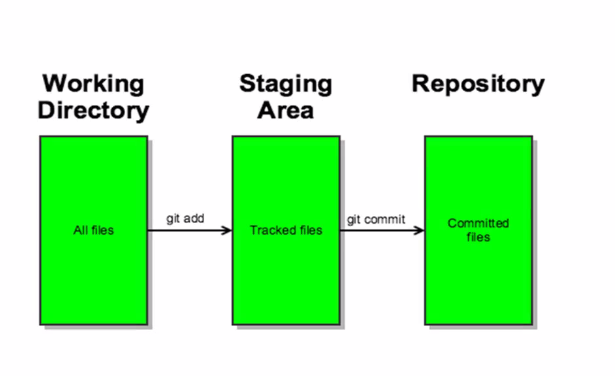 Working
Directory
Staging
Area
Repository
All files
git add
Tracked files
git commit
Committed
files